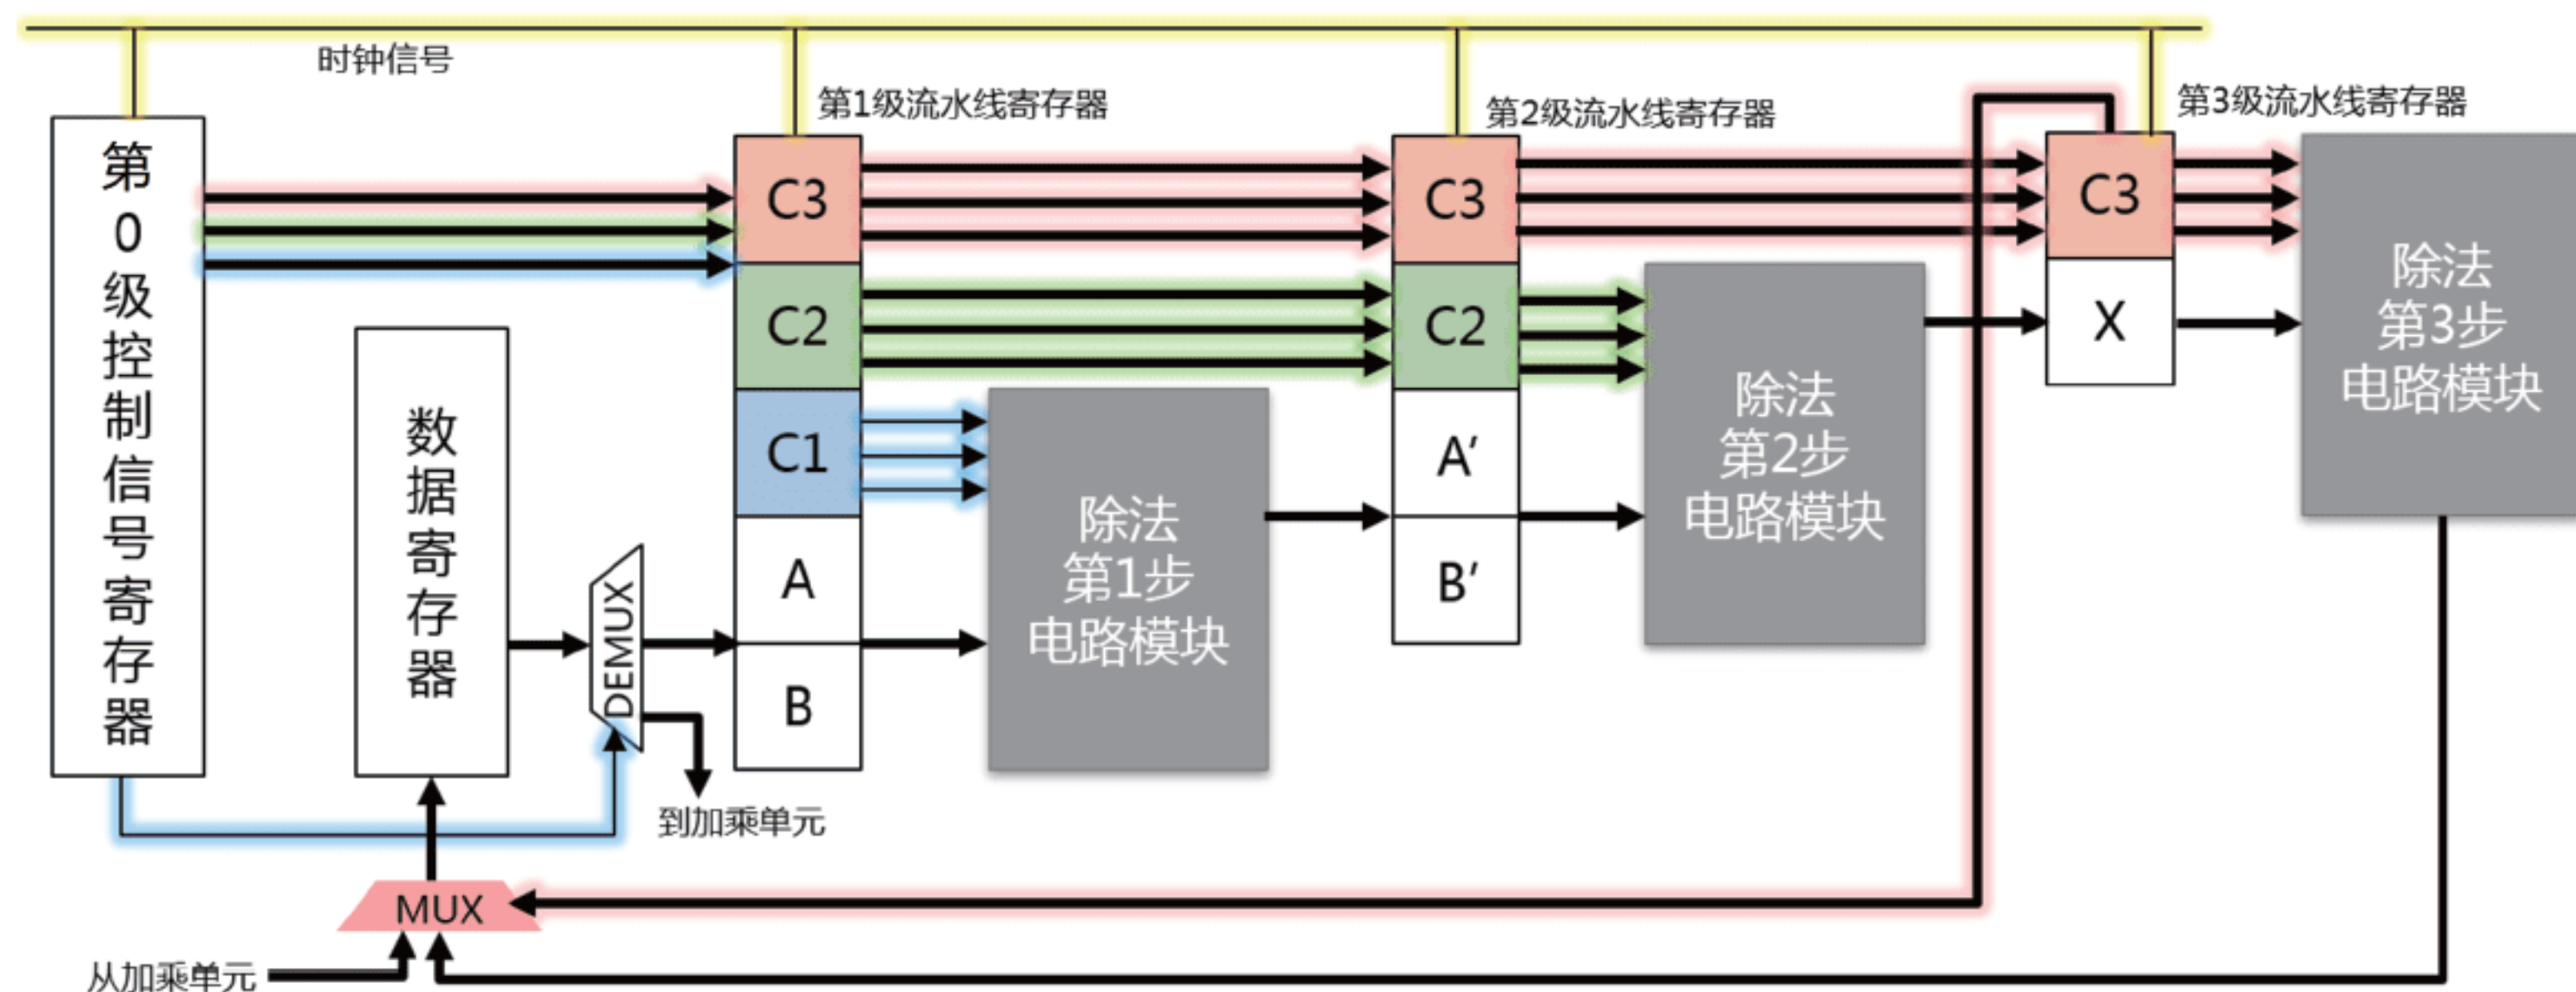 时钟信号
第1级流水线寄存器
第2级流水线寄存器
第3级流水线寄存器
第0级控制信号寄存器
数据寄存器
DEMUX
到加乘单元
MUX
从加乘单元
C3
C2
C1
A
B
除法
第1步
电路模块
C3
C2
A′
B′
除法
第2步
电路模块
C3
X
除法
第3步
电路模块